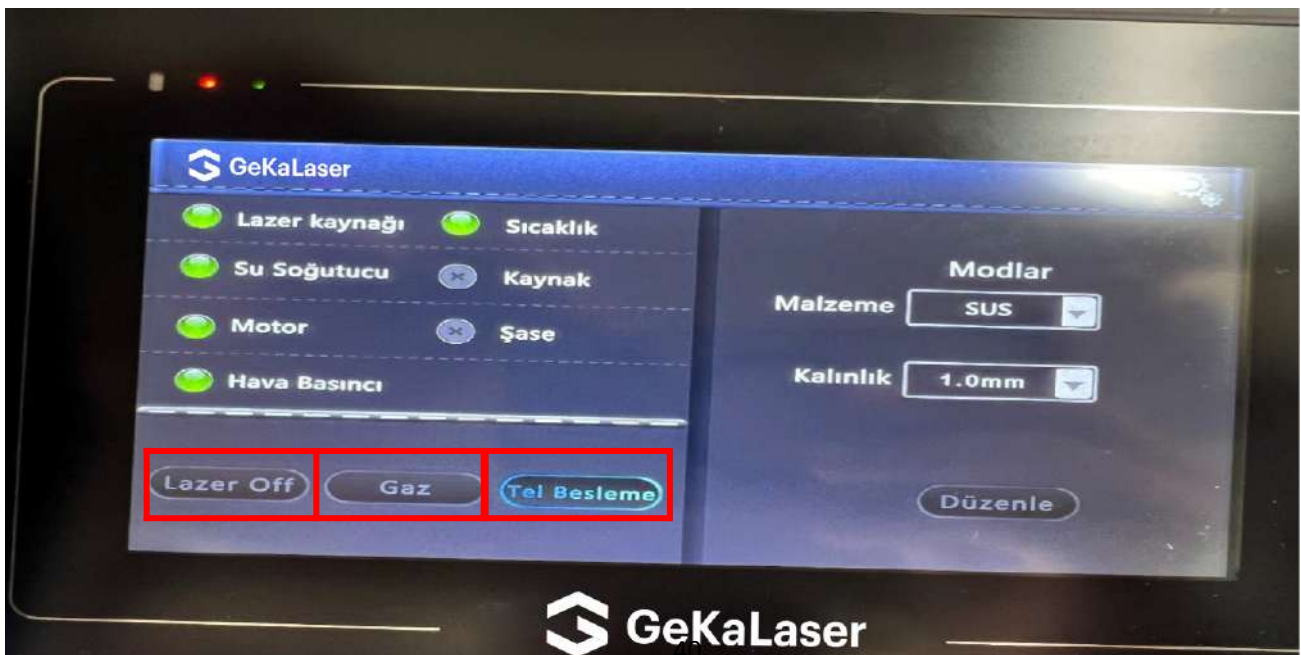 GeKaLaser
Lazer kaynağı
Sıcaklık
Su Soğutucu
Kaynak
Motor
Şase
Hava Basıncı
Lazer Off
Gaz
Tel Besleme
Modlar
Malzeme
SUS
Kalınlık
1.0mm
Düzenle
GeKaLaser
40